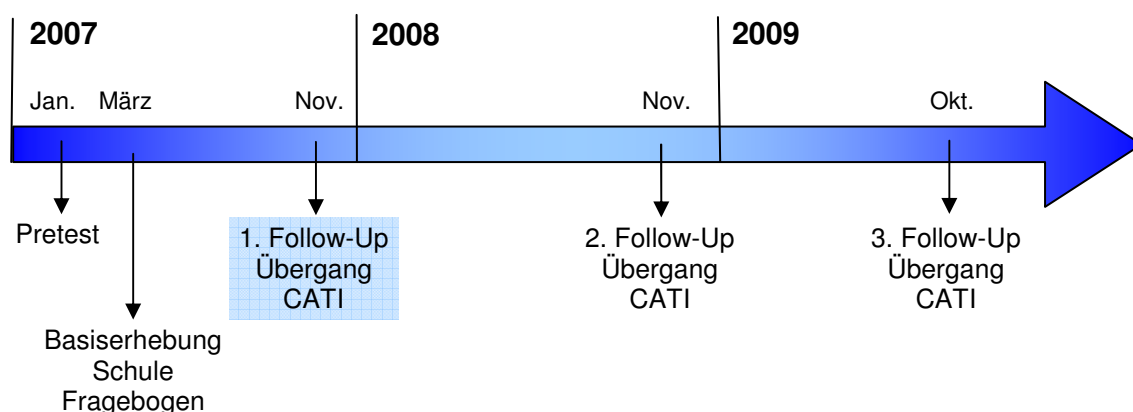 2007
2008
2009
Jan.
März
Nov.
Nov.
Okt.
Pretest
1. Follow-Up
Übergang
CATI
2. Follow-Up
Übergang
CATI
3. Follow-Up
Übergang
CATI
Basiserhebung
Schule
Fragebogen